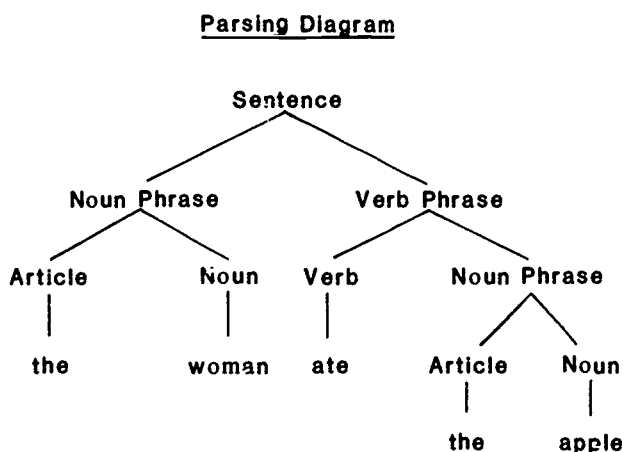 Parsing Diagram
Sentence
Noun Phrase Verb Phrase
Article Noun Verb Noun Phrase
the woman ate Article Noun
the apple